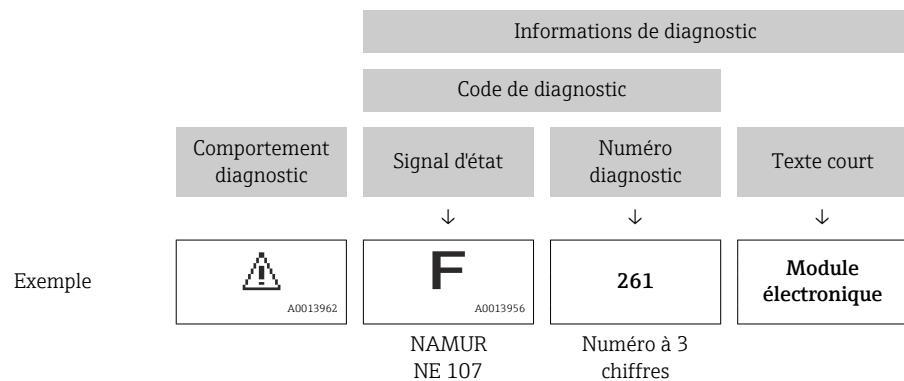 Informations de diagnostic
Code de diagnostic
Comportement
diagnostic
Signal d'état
Numéro
diagnostic
Texte court
↓
↓
↓
Exemple
A0013962
F
A0013956
261
Module
électronique
NAMUR
NE 107
Numéro à 3
chiffres